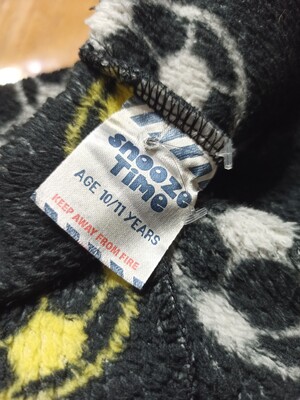 snooze
TIME
AGE 10/11 YEARS
KEEP AWAY FROM FIRE